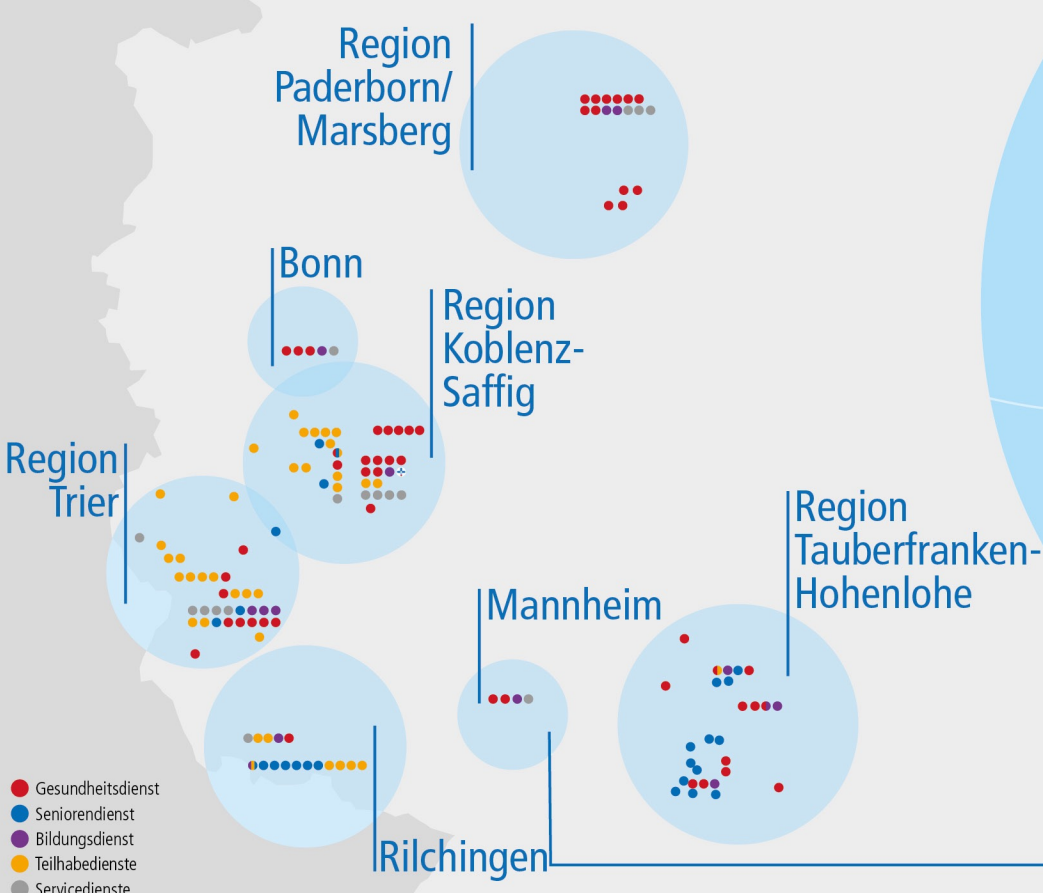 Region
Paderborn/
Marsberg
Bonn
Region
Koblenz-
Saffig
Region
Trier
Region
Tauberfranken-
Hohenlohe
Mannheim
Rilchingen
Gesundheitsdienst
Seniorendienst
Bildungsdienst
Teilhabedienste
Servicedienste